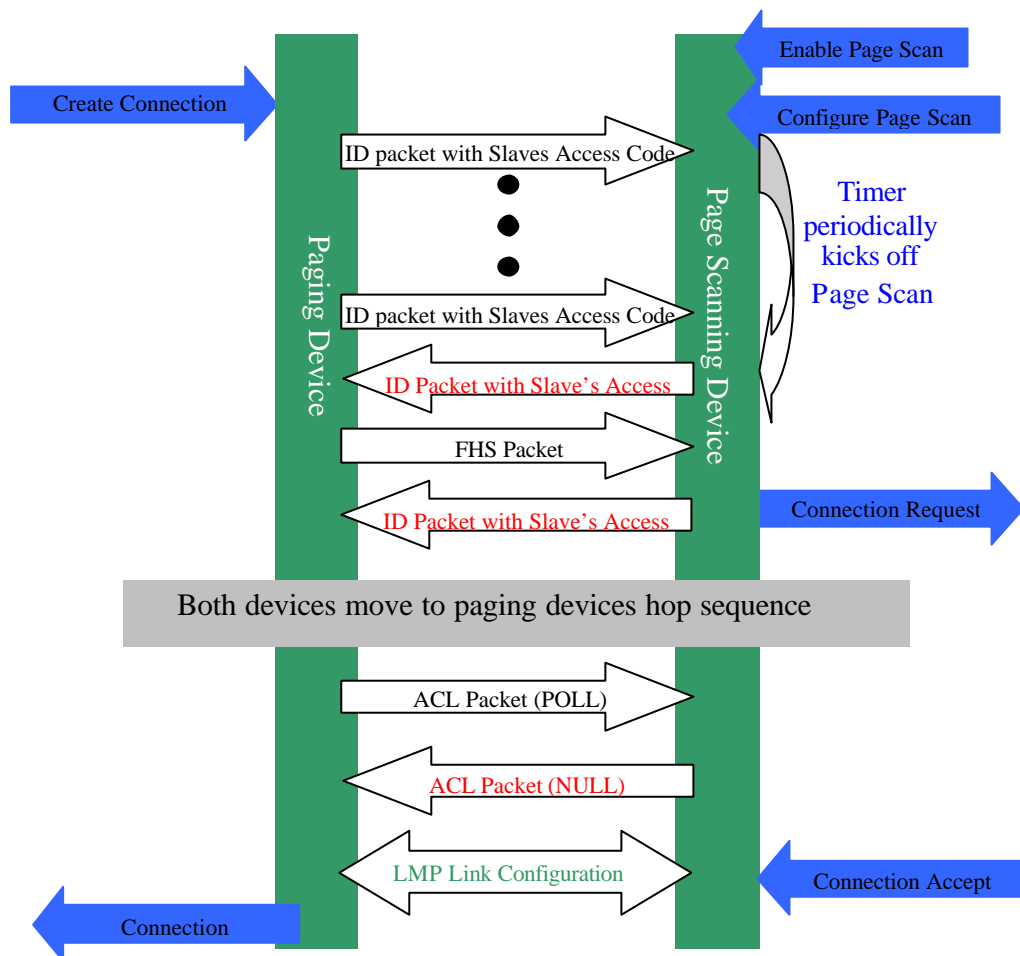 Enable Page Scan
Create Connection
Configure Page Scan
ID packet with Slaves Access Code
Timer
periodically
kicks off
Page Scan
Paging Device
Page Scanning Device
ID packet with Slaves Access Code
ID Packet with Slave’s Access
FHS Packet
ID Packet with Slave’s Access
Connection Request
Both devices move to paging devices hop sequence
ACL Packet (POLL)
ACL Packet (NULL)
LMP Link Configuration
Connection Accept
Connection